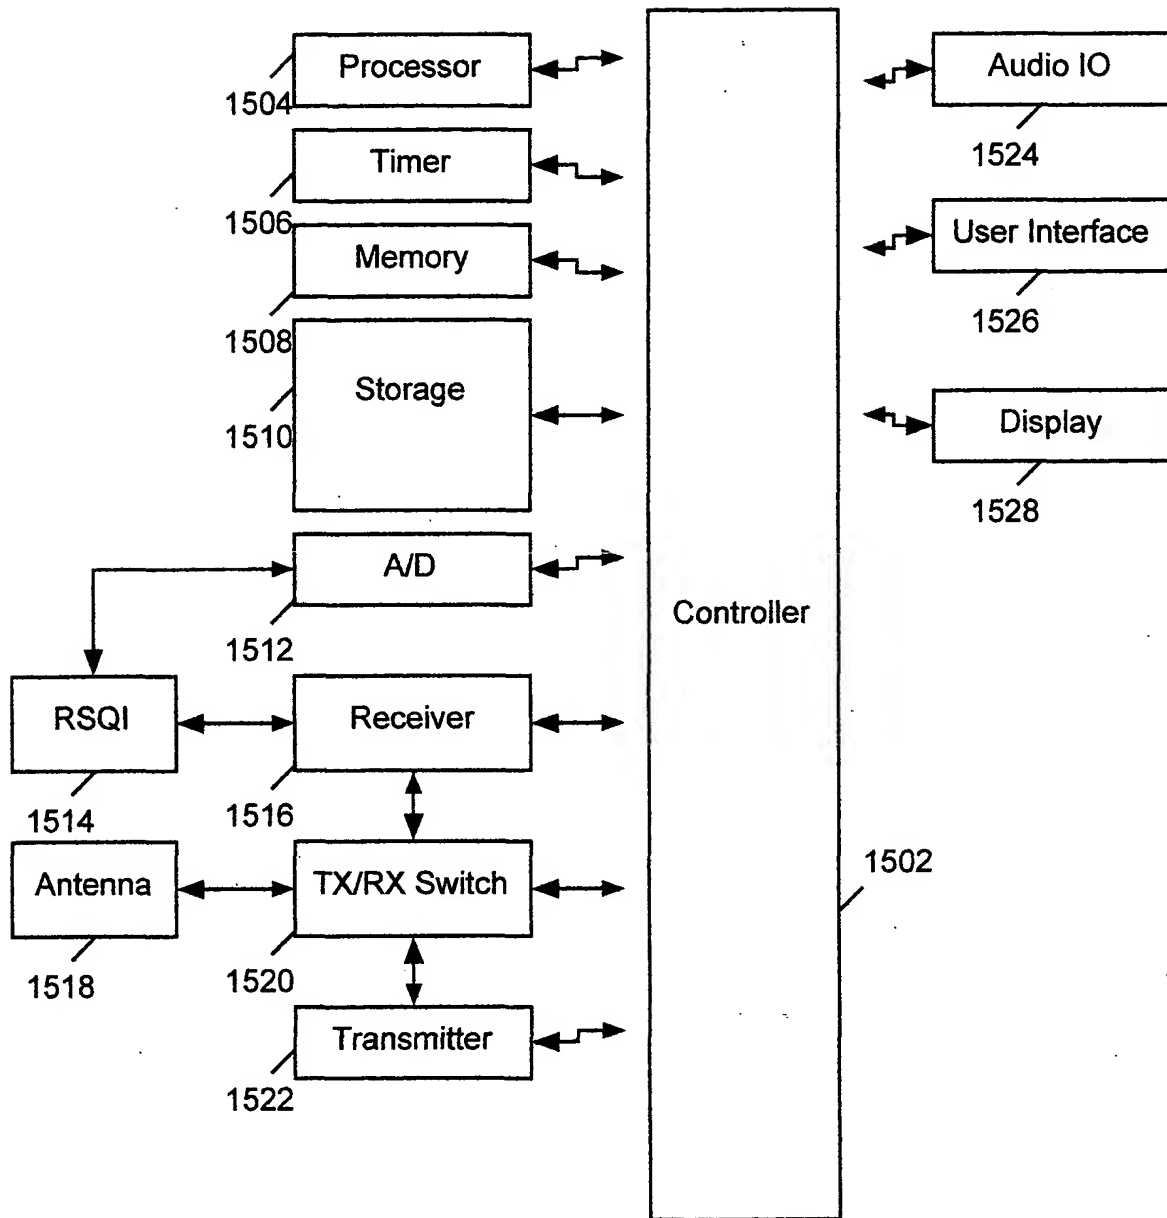 Processor
1504
Timer
1506
Memory
1508
Storage
1510
A/D
1512
RSQI
1514
Receiver
1516
Antenna
1518
TX/RX Switch
1520
Transmitter
1522
Controller
1502
Audio IO
1524
User Interface
1526
Display
1528